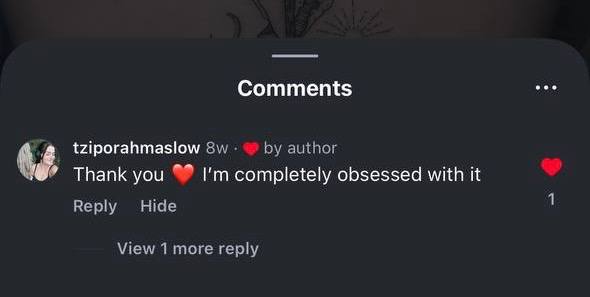 Comments
tziporahmaslow 8w · ❤️ by author
Thank you ❤️ I’m completely obsessed with it
1
Reply Hide
View 1 more reply